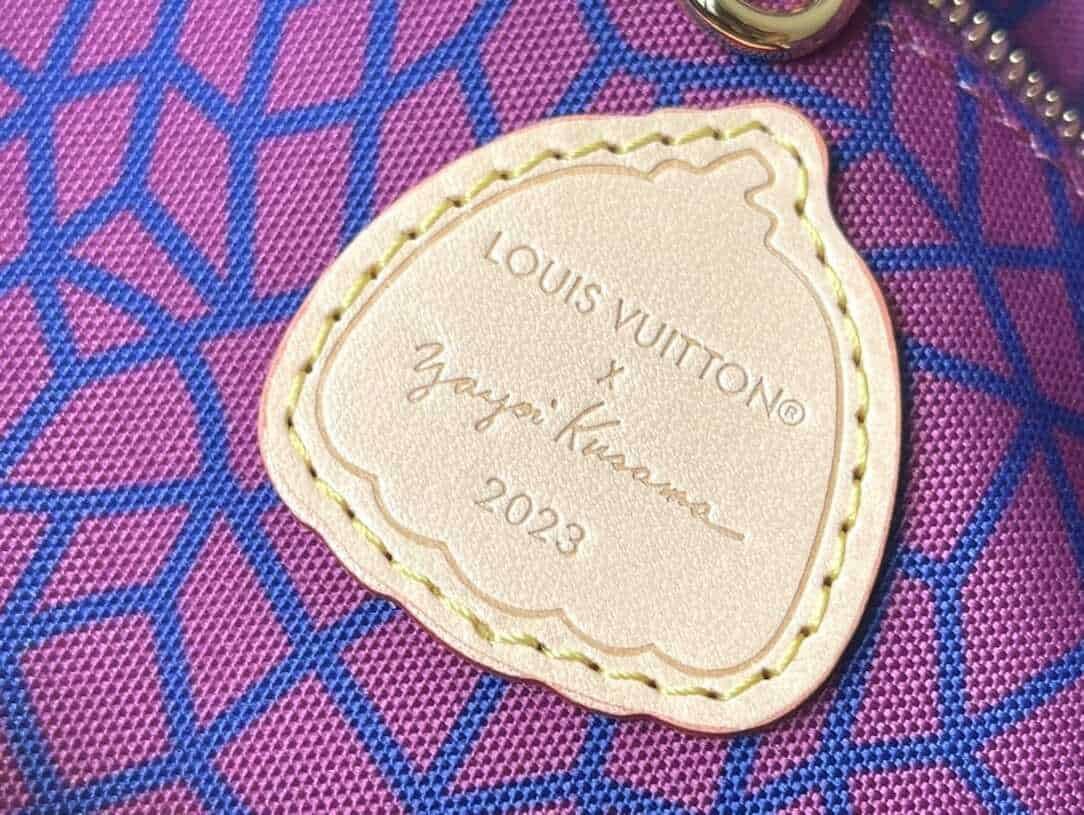 LOUIS VUITTON®
x
Yayoi Kusama
2023